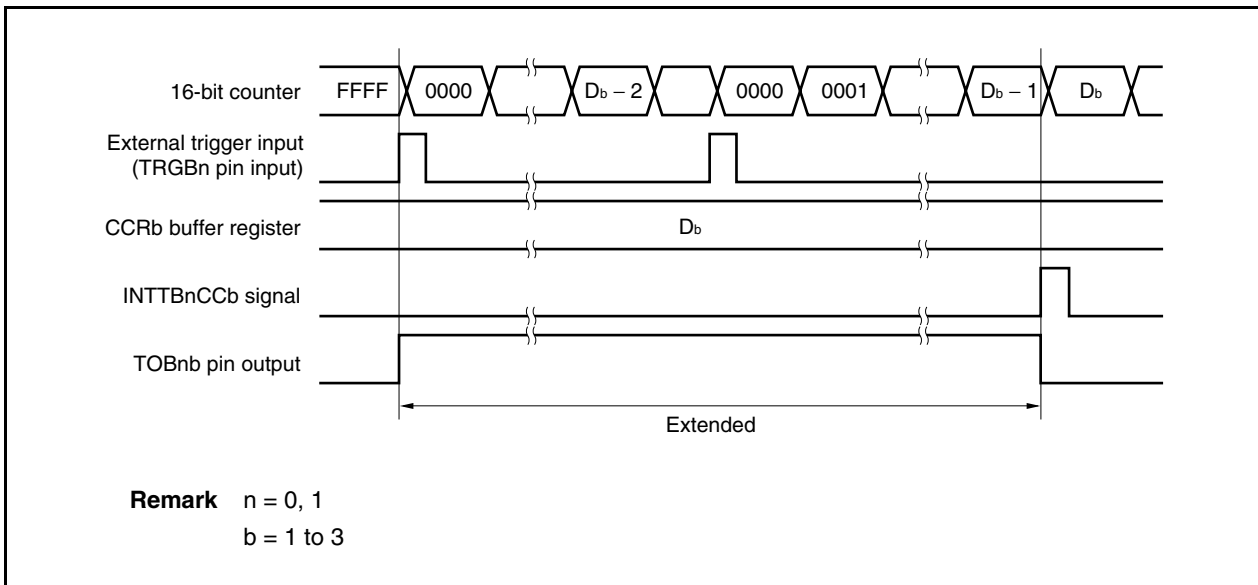 16-bit counter FFFF 0000 Db – 2 0000 0001 Db – 1 Db
External trigger input
(TRGBn pin input)
CCRb buffer register Db
INTTBnCCb signal
TOBnb pin output
Extended
Remark n = 0, 1
b = 1 to 3